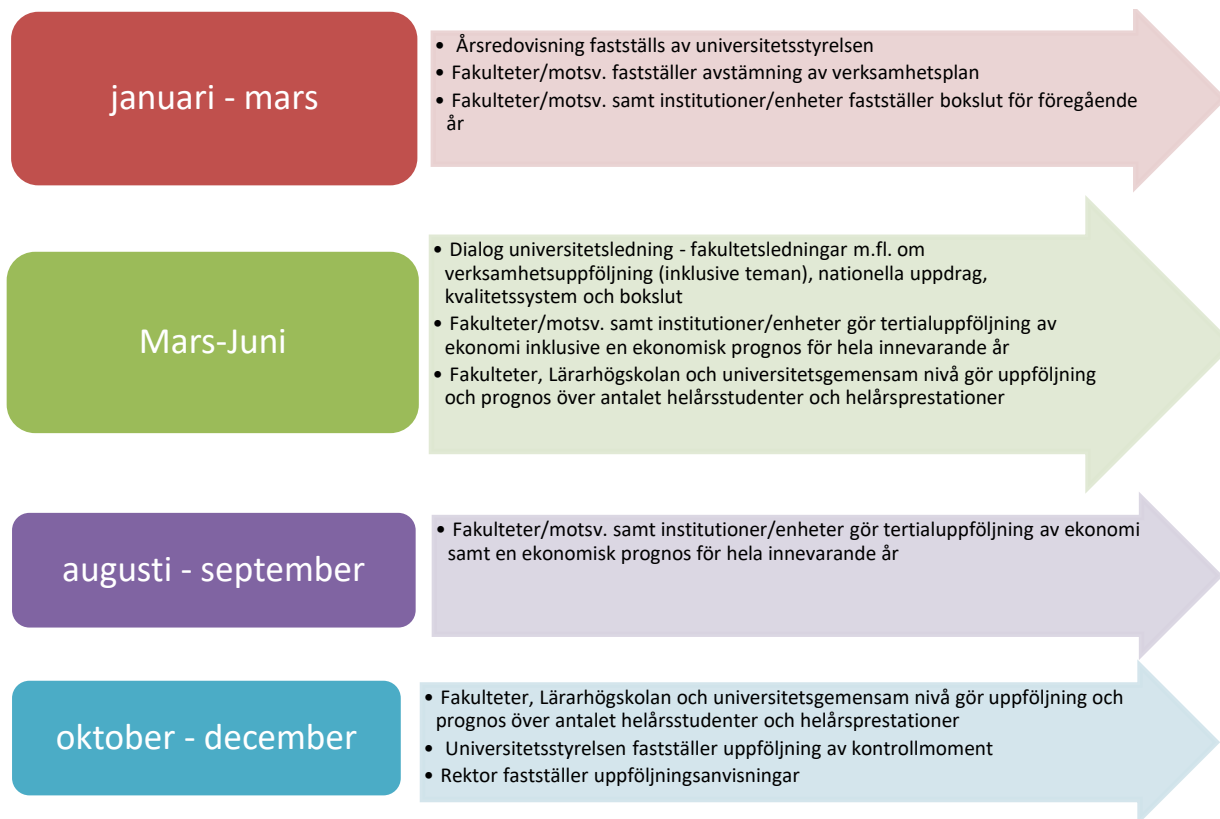 januari - mars
• Årsredovisning fastställs av universitetsstyrelsen
• Fakulteter/motsv. fastställer avstämning av verksamhetsplan
• Fakulteter/motsv. samt institutioner/enheter fastställer bokslut för föregående
år
Mars-Juni
• Dialog universitetsledning - fakultetsledningar m.fl. om
verksamhetsuppföljning (inklusive teman), nationella uppdrag,
kvalitetssystem och bokslut
• Fakulteter/motsv. samt institutioner/enheter gör tertialuppföljning av
ekonomi inklusive en ekonomisk prognos för hela innevarande år
• Fakulteter, Lärarhögskolan och universitetsgemensam nivå gör uppföljning
och prognos över antalet helårsstudenter och helårsprestationer
augusti - september
• Fakulteter/motsv. samt institutioner/enheter gör tertialuppföljning av ekonomi
samt en ekonomisk prognos för hela innevarande år
oktober - december
• Fakulteter, Lärarhögskolan och universitetsgemensam nivå gör uppföljning och
prognos över antalet helårsstudenter och helårsprestationer
• Universitetsstyrelsen fastställer uppföljning av kontrollmoment
• Rektor fastställer uppföljningsanvisningar